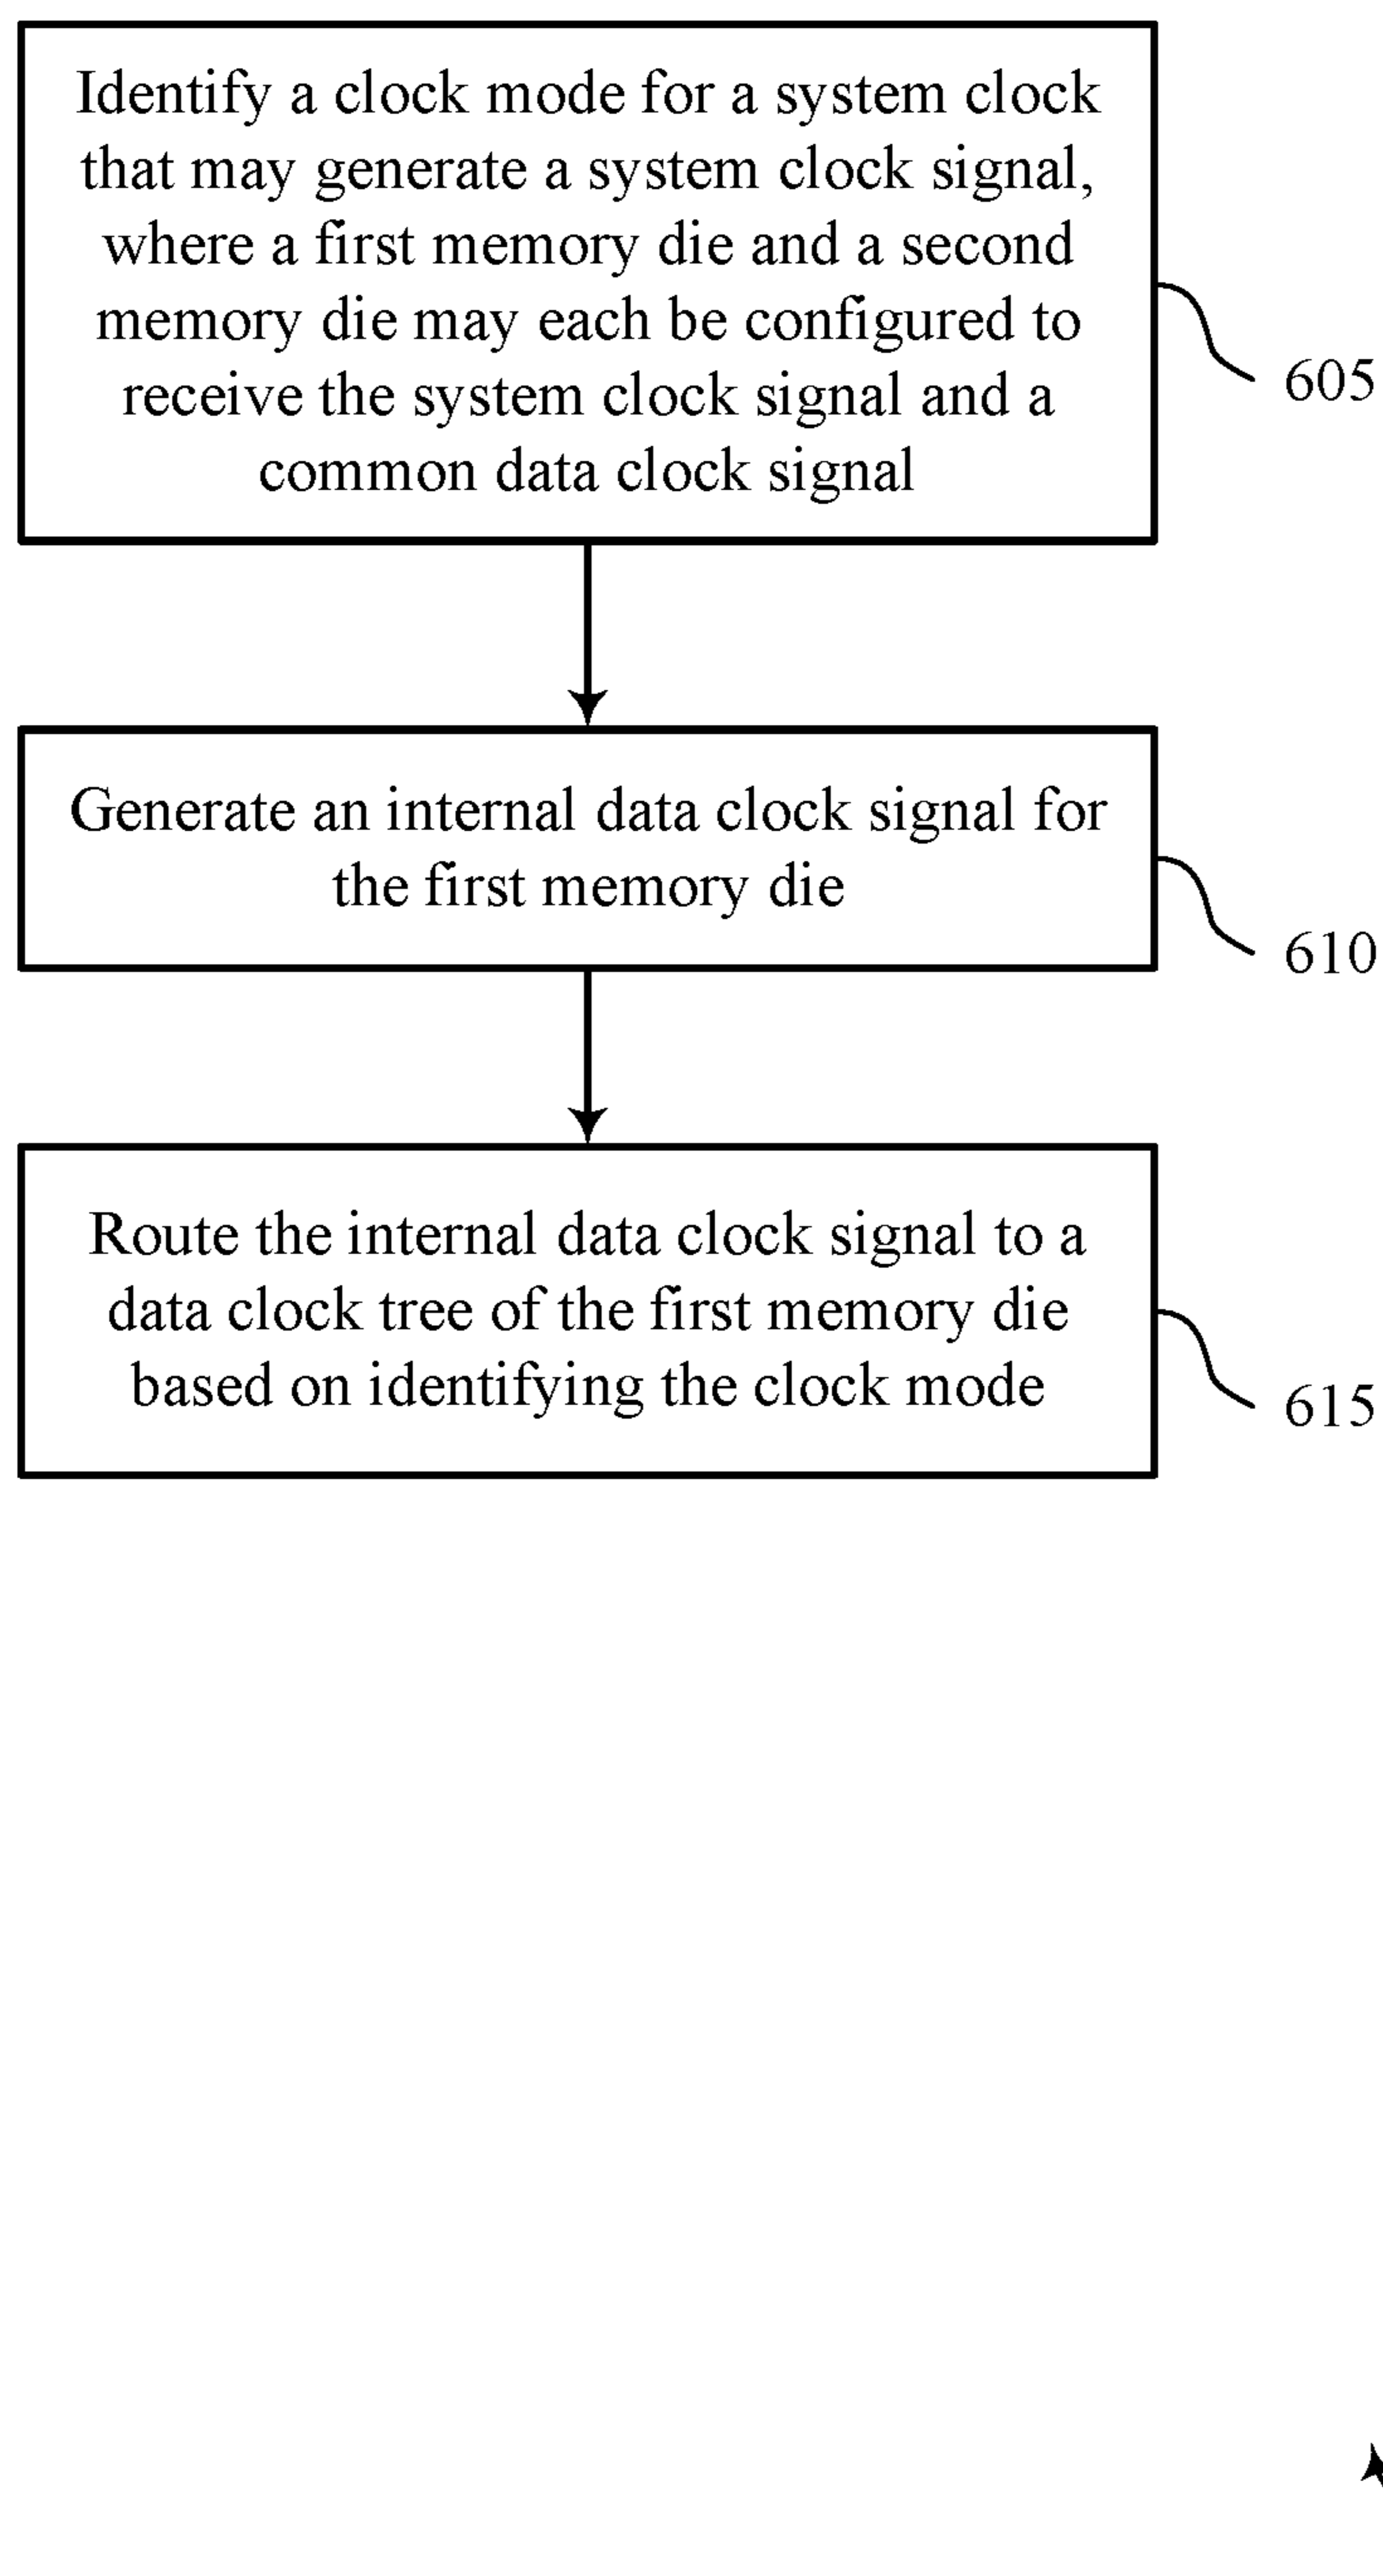 Identify a clock mode for a system clock
that may generate a system clock signal,
where a first memory die and a second
memory die may each be configured to
receive the system clock signal and a
common data clock signal
605
Generate an internal data clock signal for
the first memory die
610
Route the internal data clock signal to a
data clock tree of the first memory die
based on identifying the clock mode
615